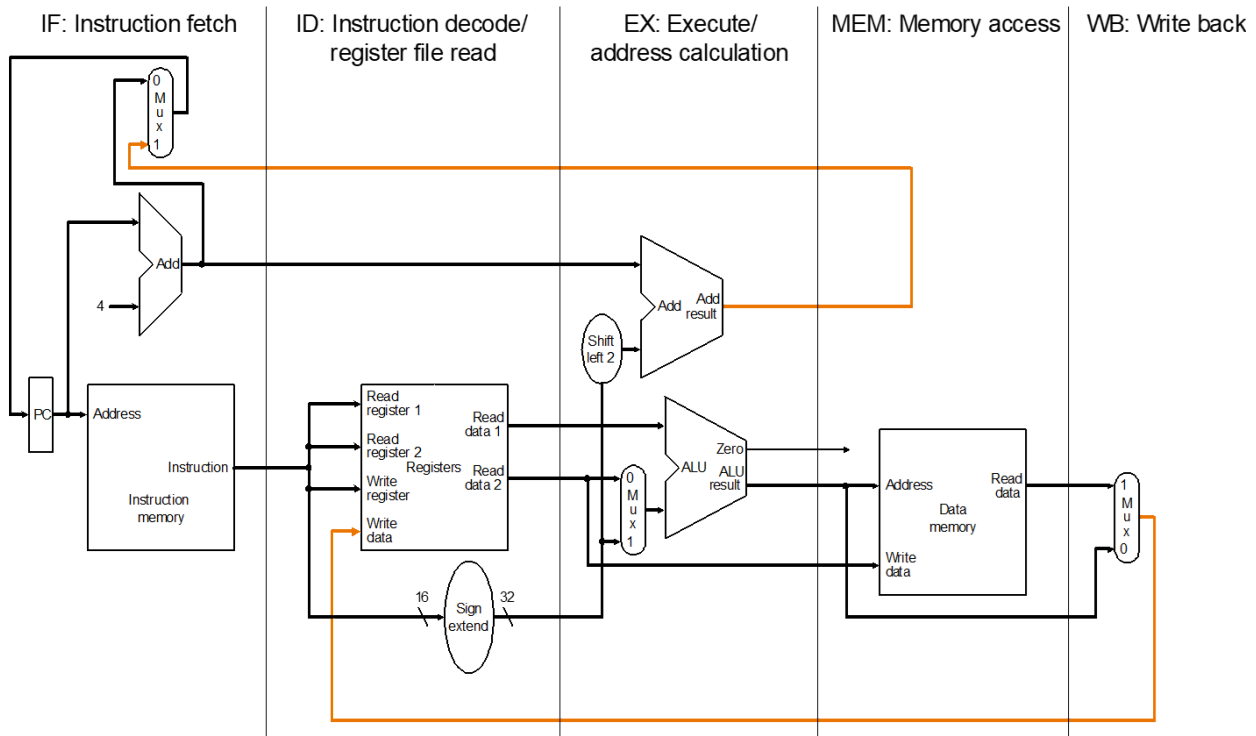 IF: Instruction fetch
ID: Instruction decode/
register file read
EX: Execute/
address calculation
MEM: Memory access
WB: Write back
0
M
u
x
1
Add
4
PC
Address
Instruction
Instruction
memory
Read
register 1
Read
register 2
Write
register
Write
data
Registers
Read
data 1
Read
data 2
16
Sign
extend
32
Shift
left 2
Add
Add
result
0
M
u
x
1
ALU
Zero
ALU
result
Address
Write
data
Data
memory
Read
data
1
M
u
x
0